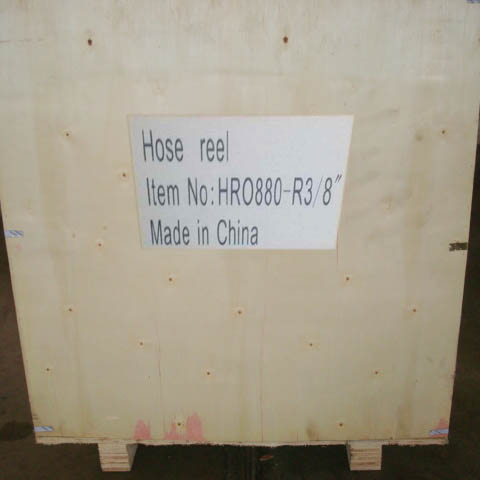 Hose reel
Item No:HRO880-R3/8"
Made in China